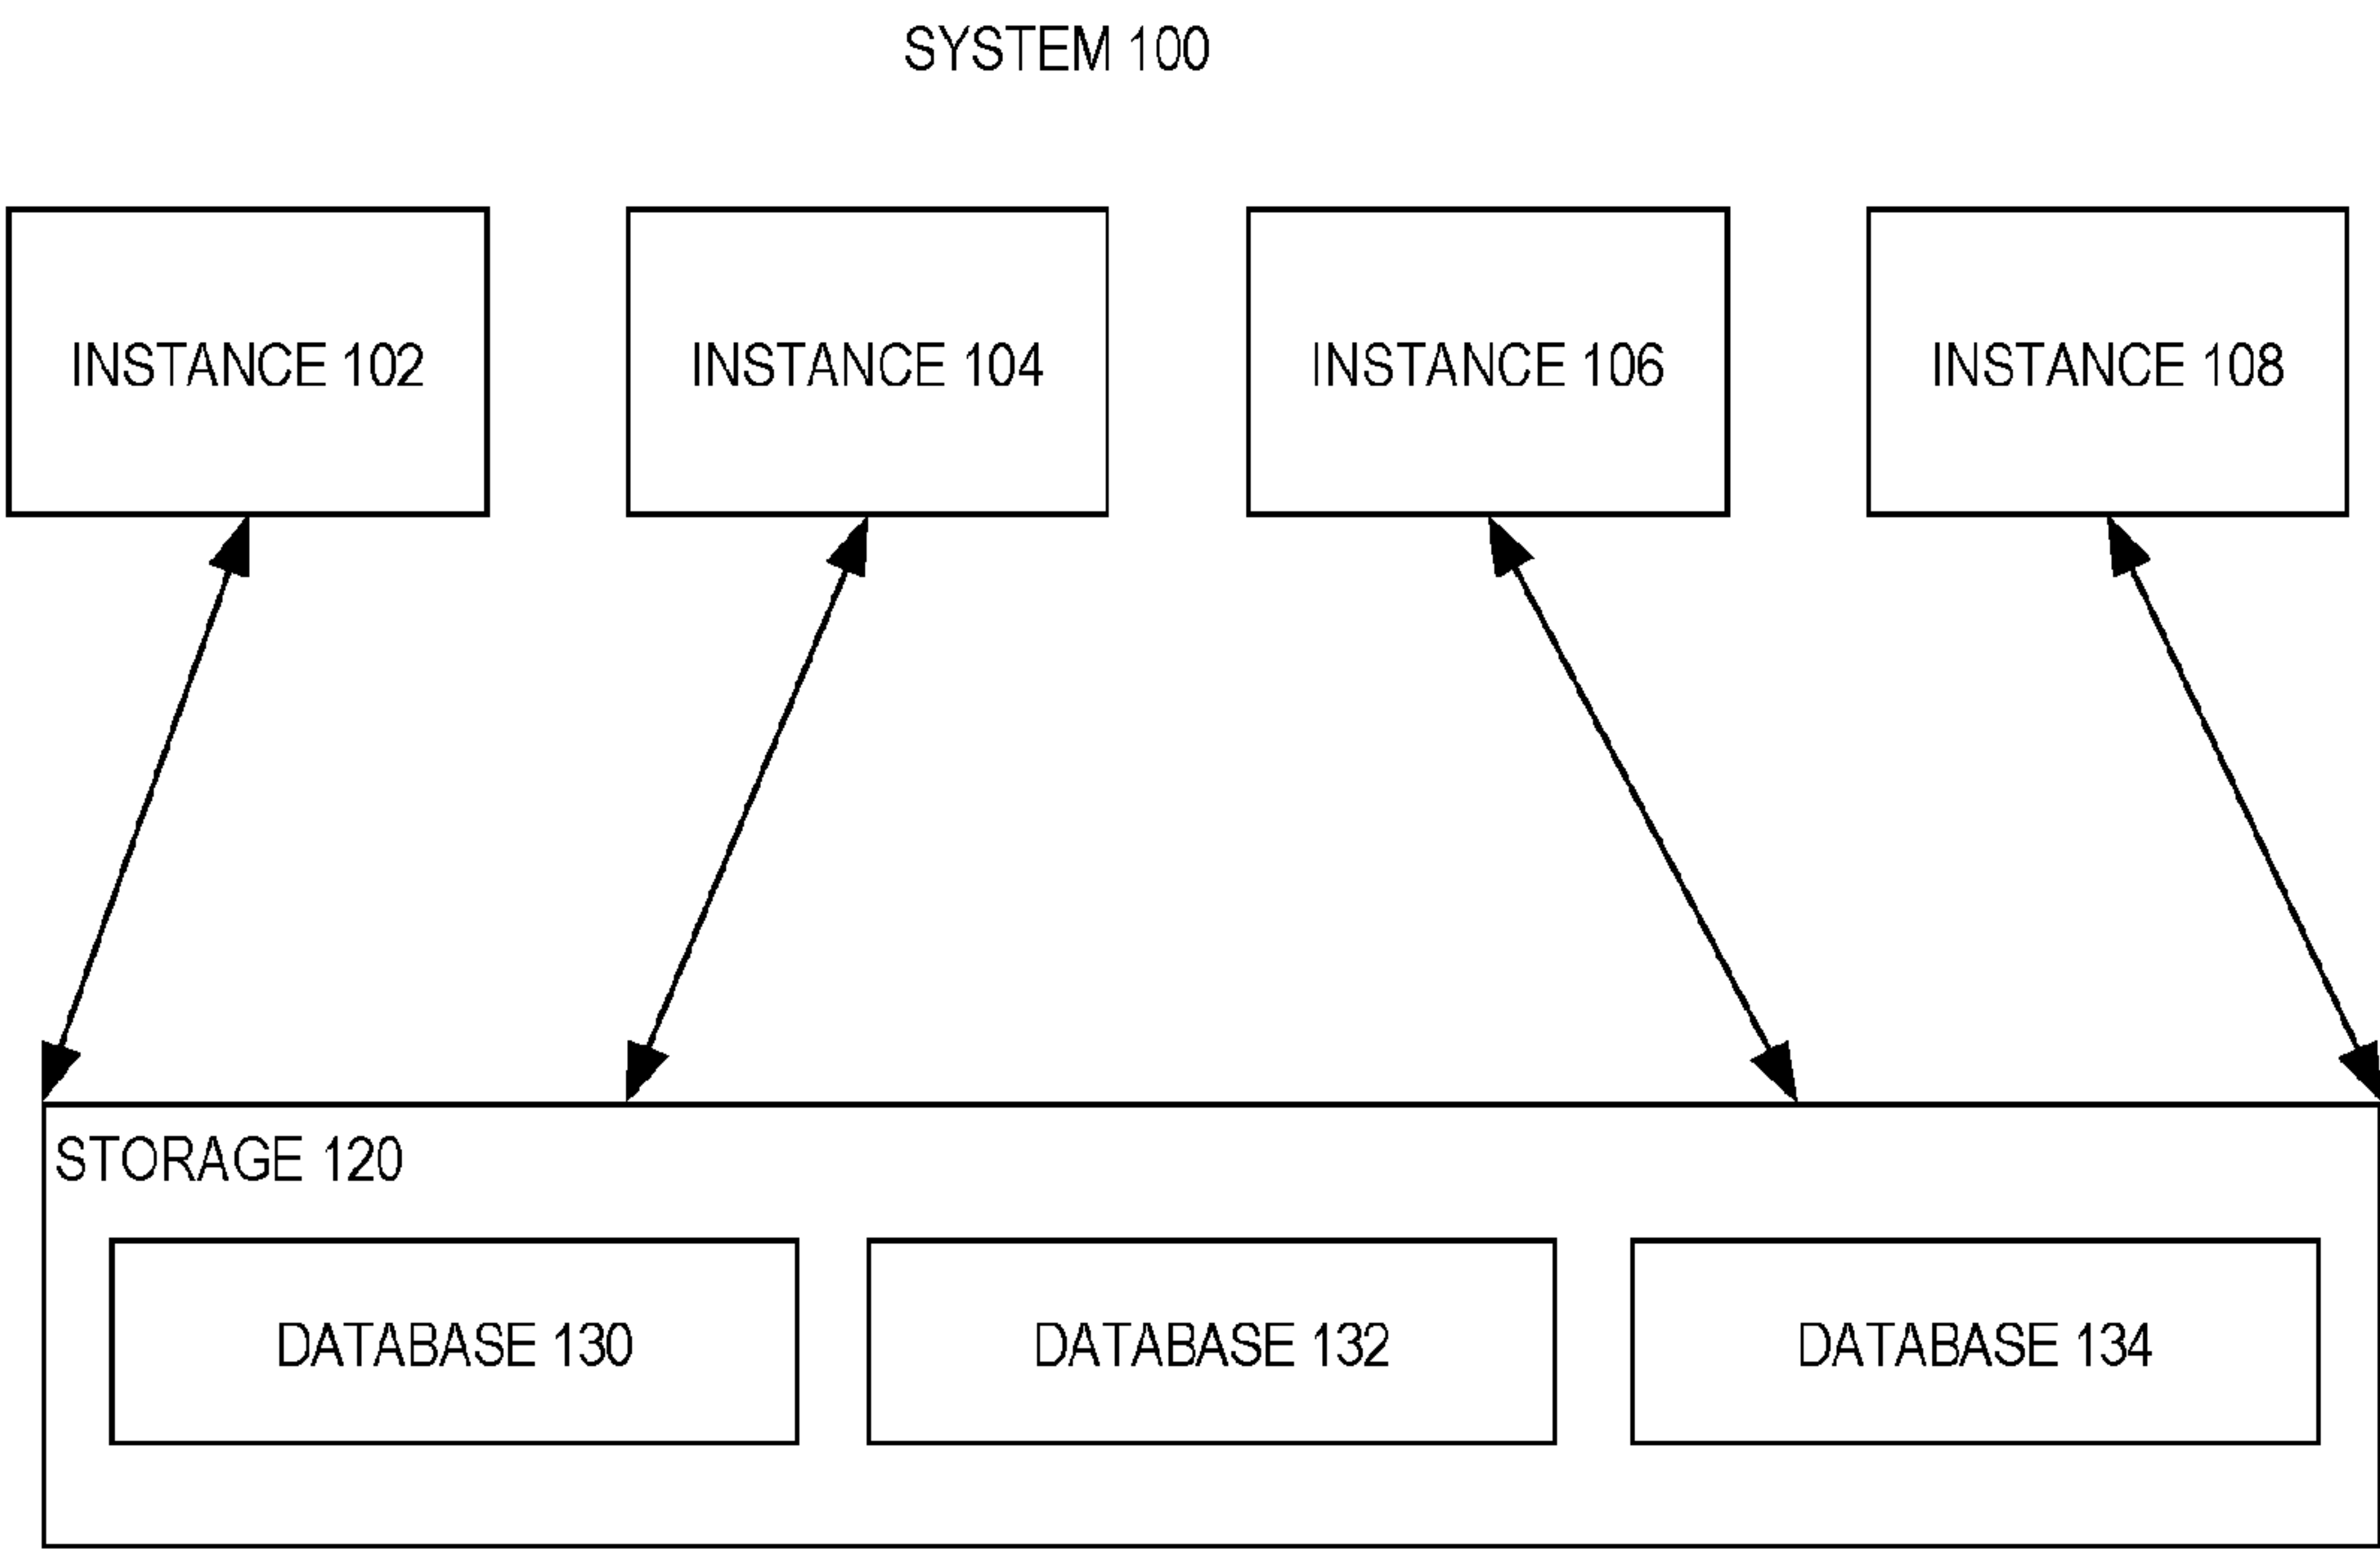 SYSTEM 100
INSTANCE 102
INSTANCE 104
INSTANCE 106
INSTANCE 108
STORAGE 120
DATABASE 130
DATABASE 132
DATABASE 134